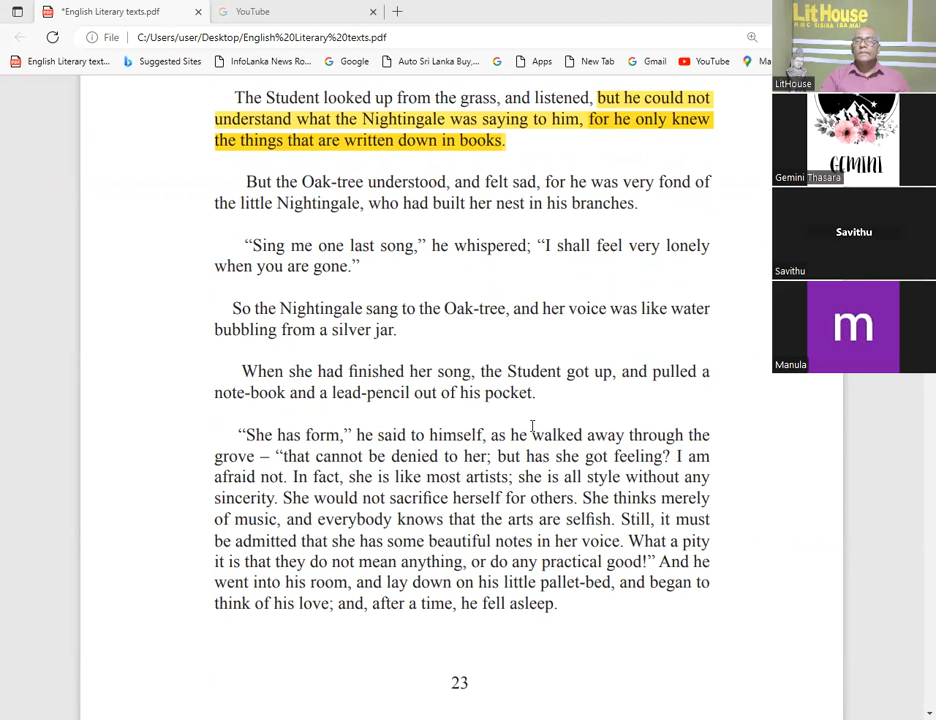 *English Literary texts.pdf
YouTube
File
C:/Users/user/Desktop/English%20Literary%20texts.pdf
English Literary text...
Suggested Sites
InfoLanka News Ro...
Google
Auto Sri Lanka Buy,...
Apps
New Tab
Gmail
YouTube
Ma
The Student looked up from the grass, and listened, but he could not
understand what the Nightingale was saying to him, for he only knew
the things that are written down in books.
But the Oak-tree understood, and felt sad, for he was very fond of
the little Nightingale, who had built her nest in his branches.
“Sing me one last song,” he whispered; “I shall feel very lonely
when you are gone.”
So the Nightingale sang to the Oak-tree, and her voice was like water
bubbling from a silver jar.
When she had finished her song, the Student got up, and pulled a
note-book and a lead-pencil out of his pocket.
“She has form,” he said to himself, as he walked away through the
grove – “that cannot be denied to her; but has she got feeling? I am
afraid not. In fact, she is like most artists; she is all style without any
sincerity. She would not sacrifice herself for others. She thinks merely
of music, and everybody knows that the arts are selfish. Still, it must
be admitted that she has some beautiful notes in her voice. What a pity
it is that they do not mean anything, or do any practical good!” And he
went into his room, and lay down on his little pallet-bed, and began to
think of his love; and, after a time, he fell asleep.
23
LitHouse
LitHouse
GEMINI
Gemini Thasara
Savithu
Savithu
m
Manula